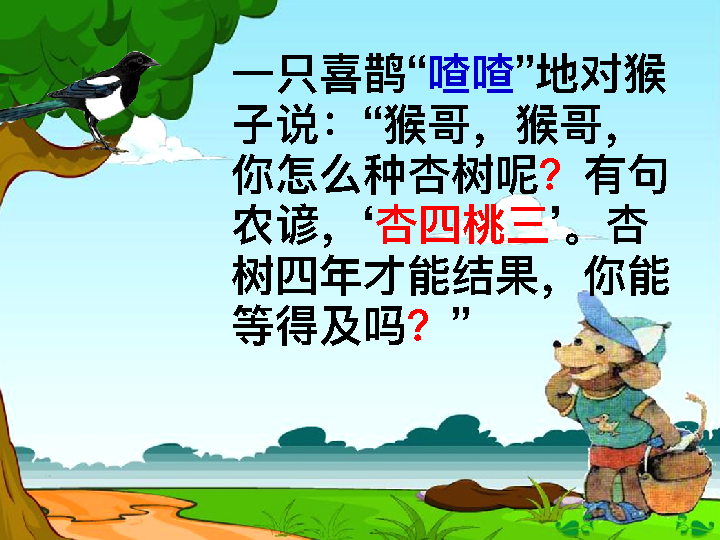 一只喜鹊“喳喳”地对猴
子说：“猴哥，猴哥，
你怎么种杏树呢？有句
农谚，‘杏四桃三’。杏
树四年才能结果，你能
等得及吗？”